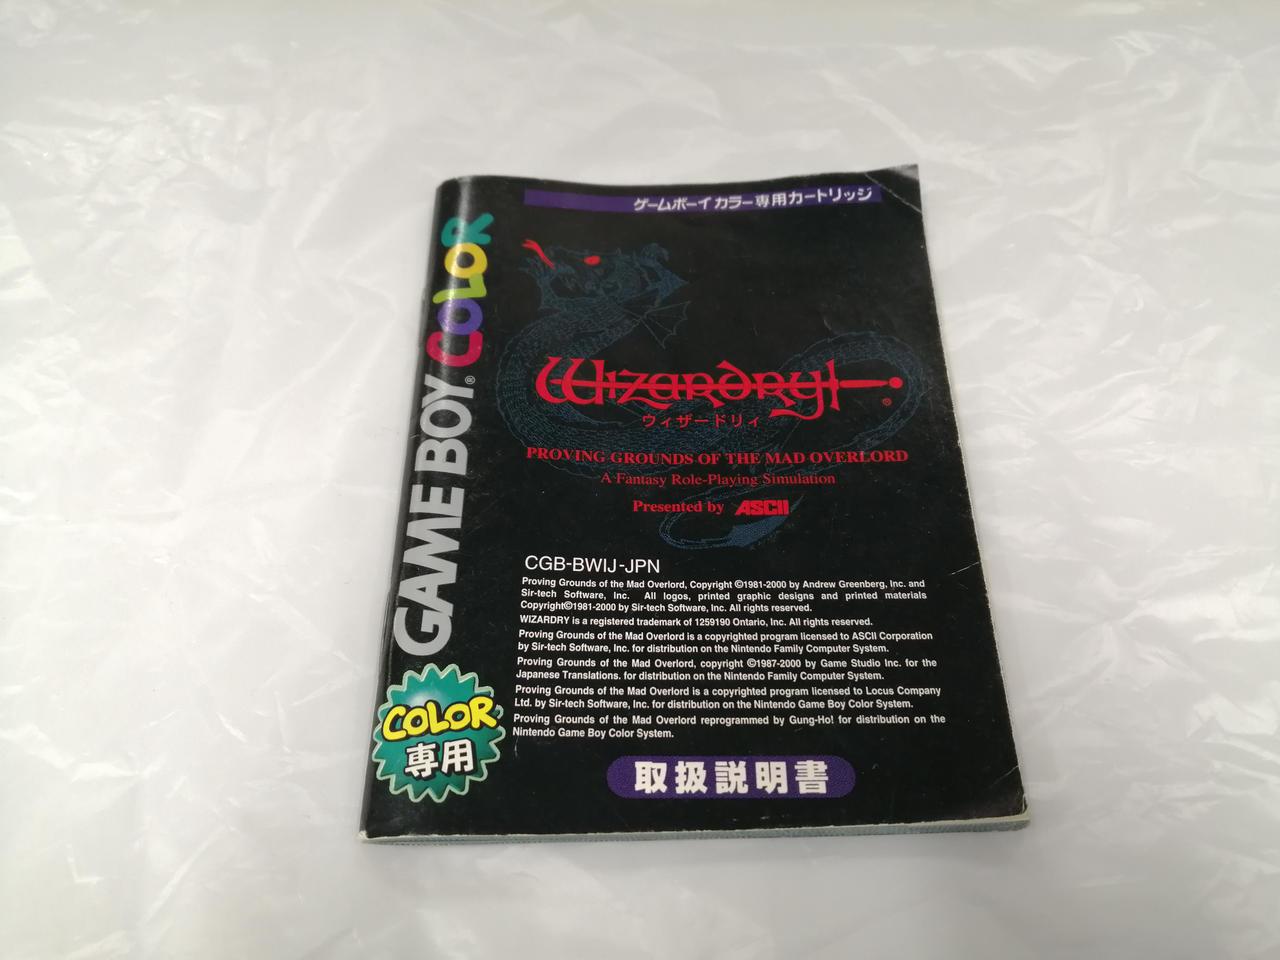 ゲームボーイカラー専用カートリッジ
GAME BOY® COLOR
Wizardry®
ウィザードリィ
PROVING GROUNDS OF THE MAD OVERLORD
A Fantasy Role-Playing Simulation
Presented by ASCII
CGB-BWIJ-JPN
Proving Grounds of the Mad Overlord, Copyright ©1981-2000 by Andrew Greenberg, Inc. and
Sir-tech Software, Inc. All logos, printed graphic designs and printed materials
Copyright©1981-2000 by Sir-tech Software, Inc. All rights reserved.
WIZARDRY is a registered trademark of 1259190 Ontario, Inc. All rights reserved.
Proving Grounds of the Mad Overlord is a copyrighted program licensed to ASCII Corporation
by Sir-tech Software, Inc. for distribution on the Nintendo Family Computer System.
Proving Grounds of the Mad Overlord, copyright ©1987-2000 by Game Studio Inc. for the
Japanese Translations. for distribution on the Nintendo Family Computer System.
Proving Grounds of the Mad Overlord is a copyrighted program licensed to Locus Company
Ltd. by Sir-tech Software, Inc. for distribution on the Nintendo Game Boy Color System.
Proving Grounds of the Mad Overlord reprogrammed by Gung-Ho! for distribution on the
Nintendo Game Boy Color System.
COLOR
専用
取扱説明書